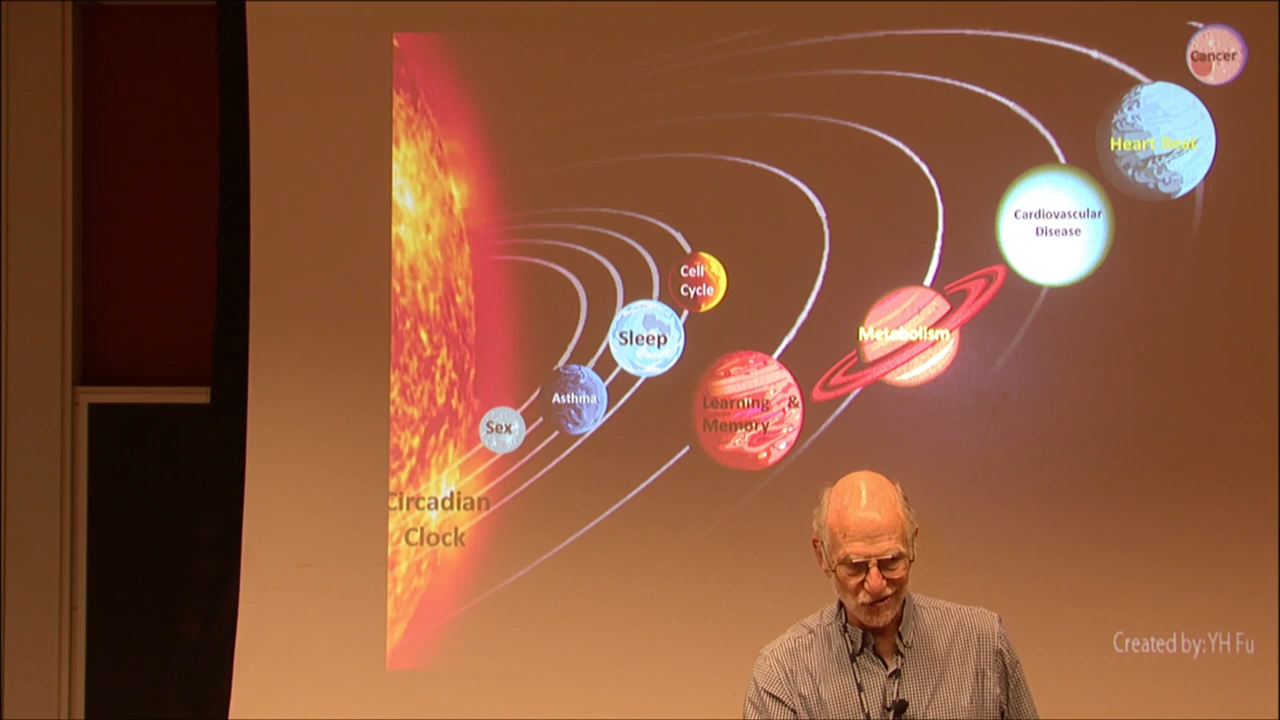 Cancer
Heart Beat
Cardiovascular
Disease
Cell
Cycle
Sleep
Metabolism
Asthma
Learning &
Memory
Sex
Circadian
Clock
Created by: YH Fu